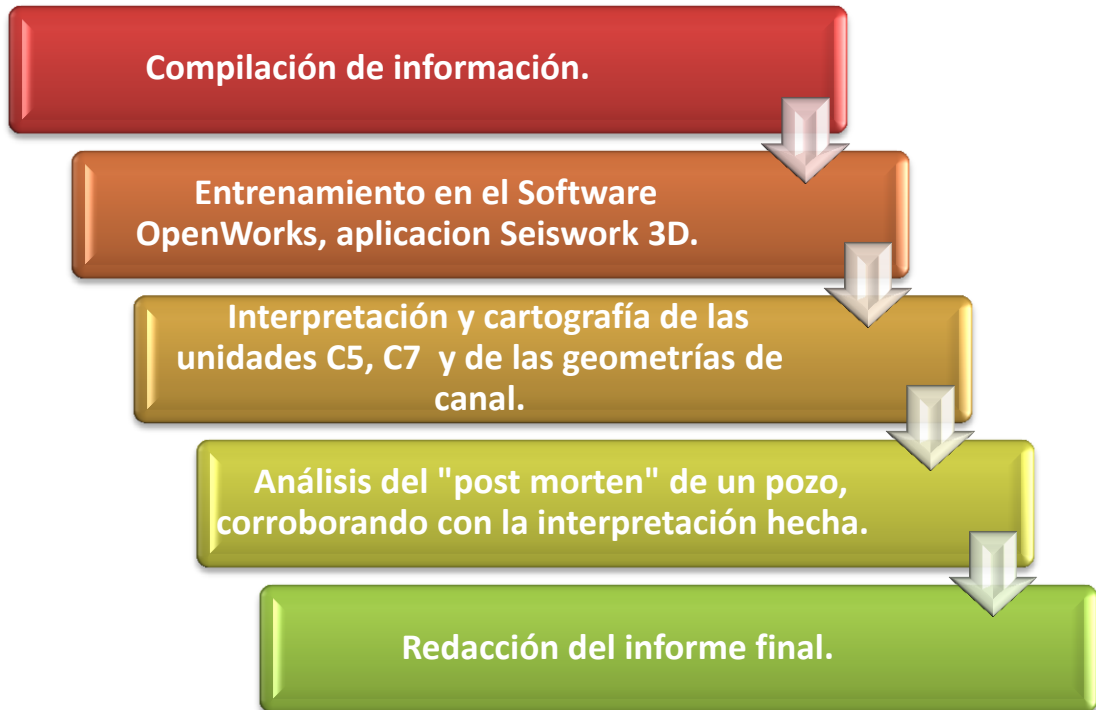 Compilación de información.
Entrenamiento en el Software
OpenWorks, aplicacion Seiswork 3D.
Interpretación y cartografía de las
unidades C5, C7 y de las geometrías de
canal.
Análisis del "post morten" de un pozo,
corroborando con la interpretación hecha.
Redacción del informe final.